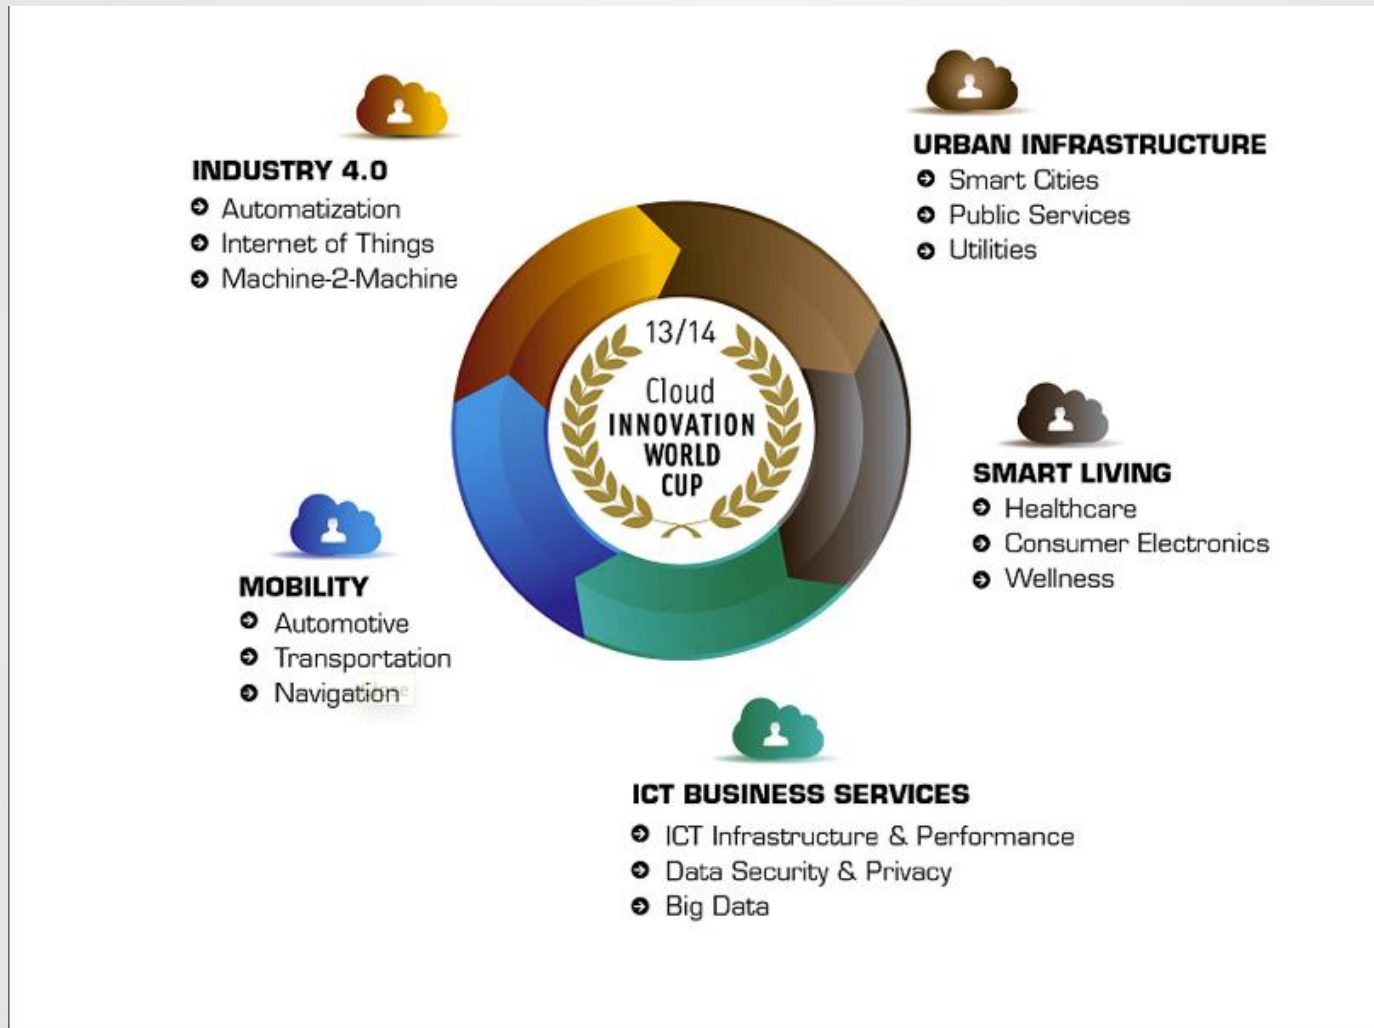 INDUSTRY 4.0
Automatization
Internet of Things
Machine-2-Machine
URBAN INFRASTRUCTURE
Smart Cities
Public Services
Utilities
13/14
Cloud
INNOVATION
WORLD
CUP
SMART LIVING
Healthcare
Consumer Electronics
Wellness
MOBILITY
Automotive
Transportation
Navigation
ICT BUSINESS SERVICES
ICT Infrastructure & Performance
Data Security & Privacy
Big Data